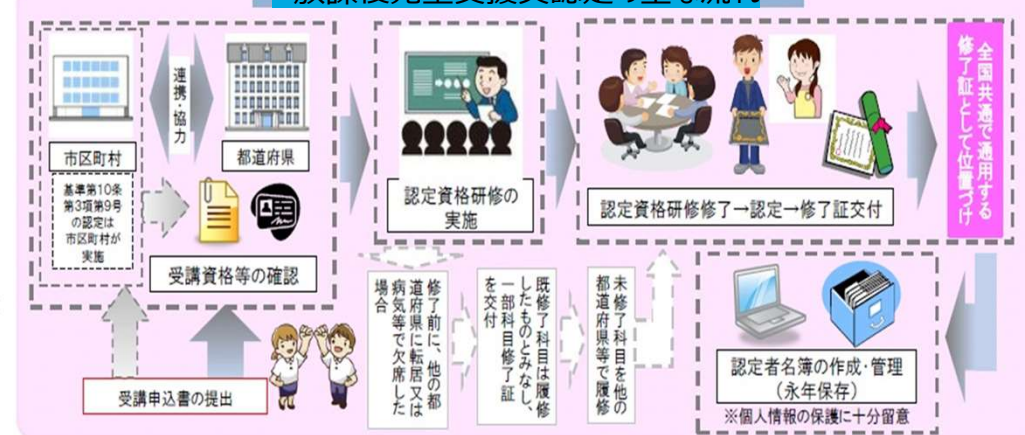 連携・協力
市区町村
都道府県
基準第10条
第3項第9号
の認定は
市区町村が
実施
受講資格等の確認
受講申込書の提出
認定資格研修の
実施
認定資格研修修了→認定→修了証交付
全国共通で通用する
修了証として位置づけ
修了前に、他の都
道府県に転居又は
病気等で欠席した
場合
既修了科目は履修
したものとみなし、
一部科目修了証
を交付
未修了科目を他の
都道府県等で履修
認定者名簿の作成・管理
（永年保存）
※個人情報の保護に十分留意